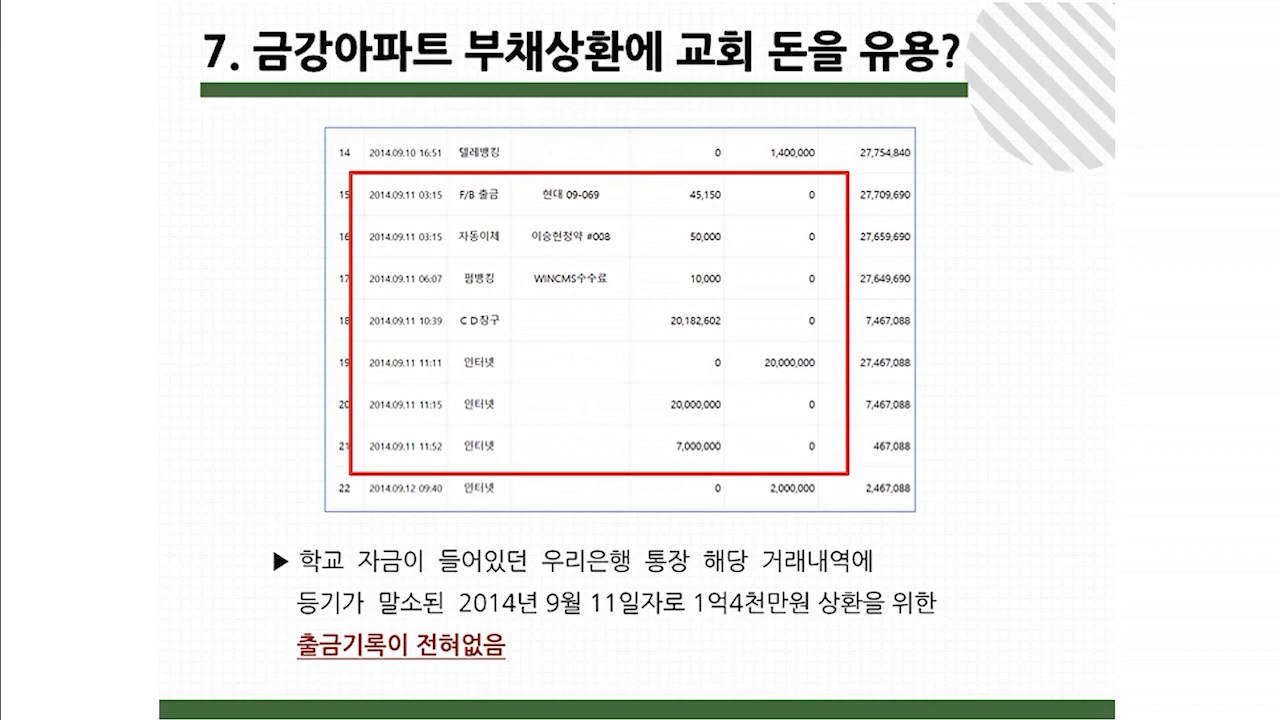 7. 금강아파트 부채상환에 교회 돈을 유용?
14 2014.09.10 16:51 텔레뱅킹 0 1,400,000 27,754,840
15 2014.09.11 03:15 F/B 출금 현대 09-069 45,150 0 27,709,690
16 2014.09.11 03:15 자동이체 이승현청약 #008 50,000 0 27,659,690
17 2014.09.11 06:07 펌뱅킹 WINCMS수수료 10,000 0 27,649,690
18 2014.09.11 10:39 C D장구 20,182,602 0 7,467,088
19 2014.09.11 11:11 인터넷 0 20,000,000 27,467,088
20 2014.09.11 11:15 인터넷 20,000,000 0 7,467,088
21 2014.09.11 11:52 인터넷 7,000,000 0 467,088
22 2014.09.12 09:40 인터넷 0 2,000,000 2,467,088
▶ 학교 자금이 들어있던 우리은행 통장 해당 거래내역에
등기가 말소된 2014년 9월 11일자로 1억4천만원 상환을 위한
출금기록이 전혀없음